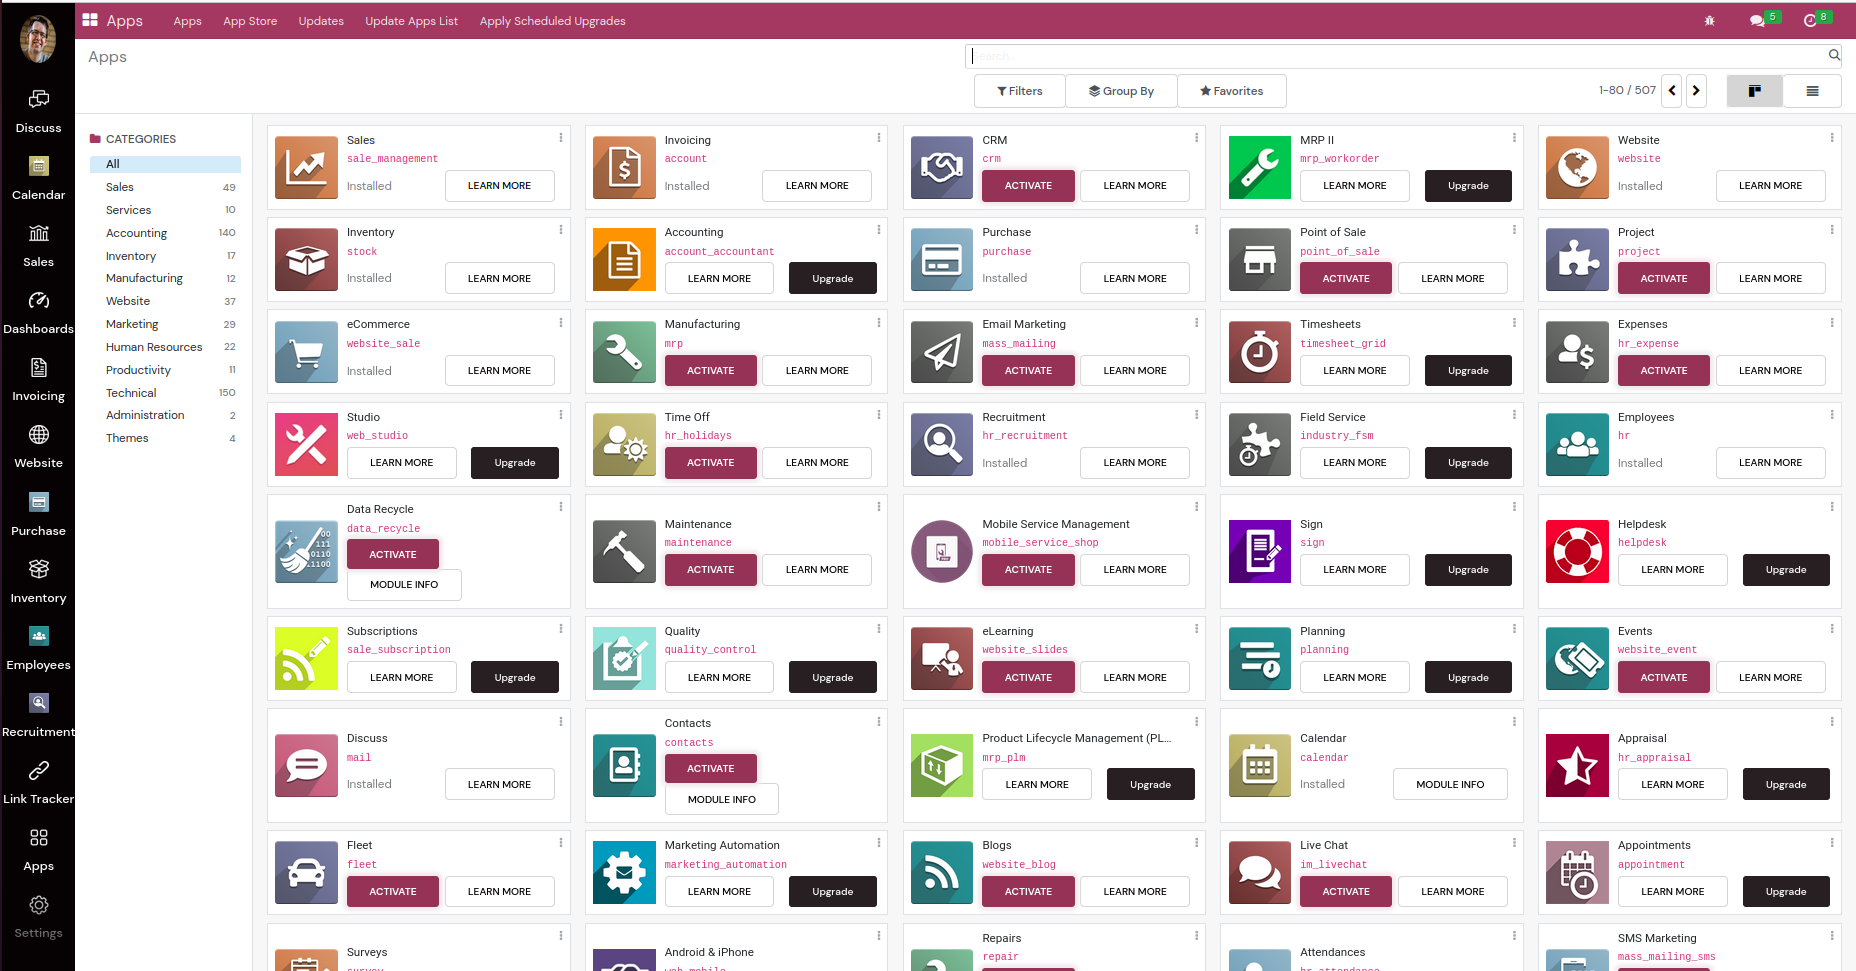 Apps
Apps
App Store
Updates
Update Apps List
Apply Scheduled Upgrades
5
8
Apps
Search...
Filters
Group By
Favorites
1-80 / 507
Discuss
Calendar
Sales
Dashboards
Invoicing
Website
Purchase
Inventory
Employees
Recruitment
Link Tracker
Apps
Settings
CATEGORIES
All
Sales 49
Services 10
Accounting 140
Inventory 17
Manufacturing 12
Website 37
Marketing 29
Human Resources 22
Productivity 11
Technical 150
Administration 2
Themes 4
Sales
sale_management
Installed
LEARN MORE
Invoicing
account
Installed
LEARN MORE
CRM
crm
ACTIVATE
LEARN MORE
MRP II
mrp_workorder
LEARN MORE
Upgrade
Website
website
Installed
LEARN MORE
Inventory
stock
Installed
LEARN MORE
Accounting
account_accountant
LEARN MORE
Upgrade
Purchase
purchase
Installed
LEARN MORE
Point of Sale
point_of_sale
ACTIVATE
LEARN MORE
Project
project
ACTIVATE
LEARN MORE
eCommerce
website_sale
Installed
LEARN MORE
Manufacturing
mrp
ACTIVATE
LEARN MORE
Email Marketing
mass_mailing
ACTIVATE
LEARN MORE
Timesheets
timesheet_grid
LEARN MORE
Upgrade
Expenses
hr_expense
ACTIVATE
LEARN MORE
Studio
web_studio
LEARN MORE
Upgrade
Time Off
hr_holidays
ACTIVATE
LEARN MORE
Recruitment
hr_recruitment
Installed
LEARN MORE
Field Service
industry_fsm
LEARN MORE
Upgrade
Employees
hr
Installed
LEARN MORE
Data Recycle
data_recycle
ACTIVATE
MODULE INFO
00
111
0110
11100
Maintenance
maintenance
ACTIVATE
LEARN MORE
Mobile Service Management
mobile_service_shop
ACTIVATE
LEARN MORE
Sign
sign
LEARN MORE
Upgrade
Helpdesk
helpdesk
LEARN MORE
Upgrade
Subscriptions
sale_subscription
LEARN MORE
Upgrade
Quality
quality_control
LEARN MORE
Upgrade
eLearning
website_slides
ACTIVATE
LEARN MORE
Planning
planning
LEARN MORE
Upgrade
Events
website_event
ACTIVATE
LEARN MORE
Discuss
mail
Installed
LEARN MORE
Contacts
contacts
ACTIVATE
MODULE INFO
Product Lifecycle Management (PL...
mrp_plm
LEARN MORE
Upgrade
Calendar
calendar
Installed
MODULE INFO
Appraisal
hr_appraisal
LEARN MORE
Upgrade
Fleet
fleet
ACTIVATE
LEARN MORE
Marketing Automation
marketing_automation
LEARN MORE
Upgrade
Blogs
website_blog
ACTIVATE
LEARN MORE
Live Chat
im_livechat
ACTIVATE
LEARN MORE
Appointments
appointment
LEARN MORE
Upgrade
Surveys
survey
Android & iPhone
web_mobile
Repairs
repair
Attendances
hr_attendance
SMS Marketing
mass_mailing_sms